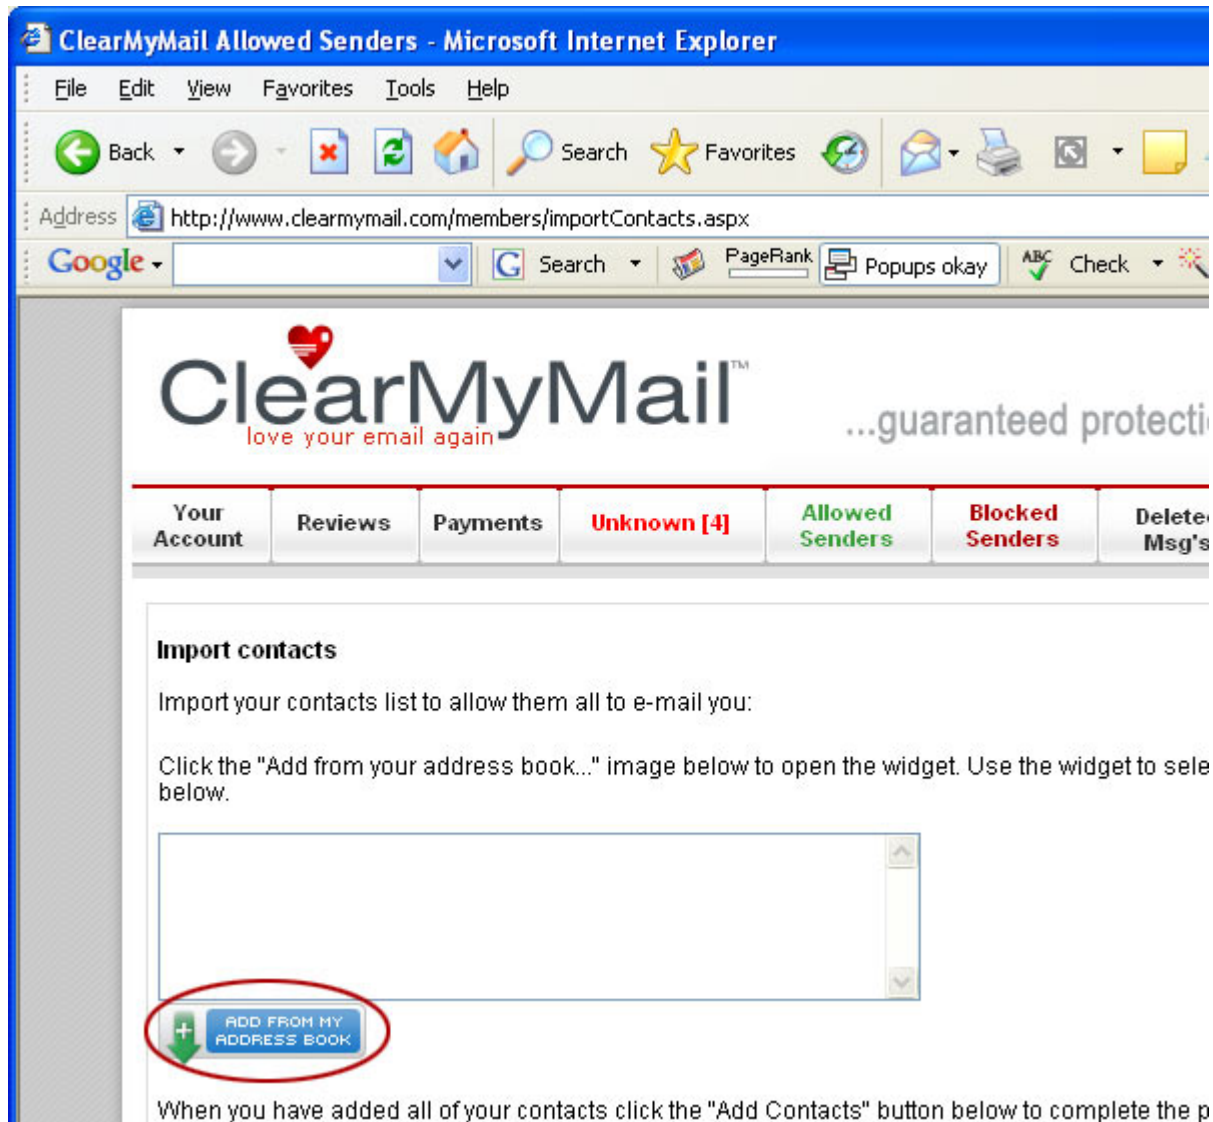 ClearMyMail Allowed Senders - Microsoft Internet Explorer
File Edit View Favorites Tools Help
Back Search Favorites
Address http://www.clearmymail.com/members/importContacts.aspx
Google G Search PageRank Popups okay ABC Check
ClearMyMail™
love your email again
...guaranteed protecti
Your Account Reviews Payments Unknown [4] Allowed Senders Blocked Senders Delete Msg's
Import contacts
Import your contacts list to allow them all to e-mail you:
Click the "Add from your address book..." image below to open the widget. Use the widget to sele
below.
ADD FROM MY
ADDRESS BOOK
When you have added all of your contacts click the "Add Contacts" button below to complete the p